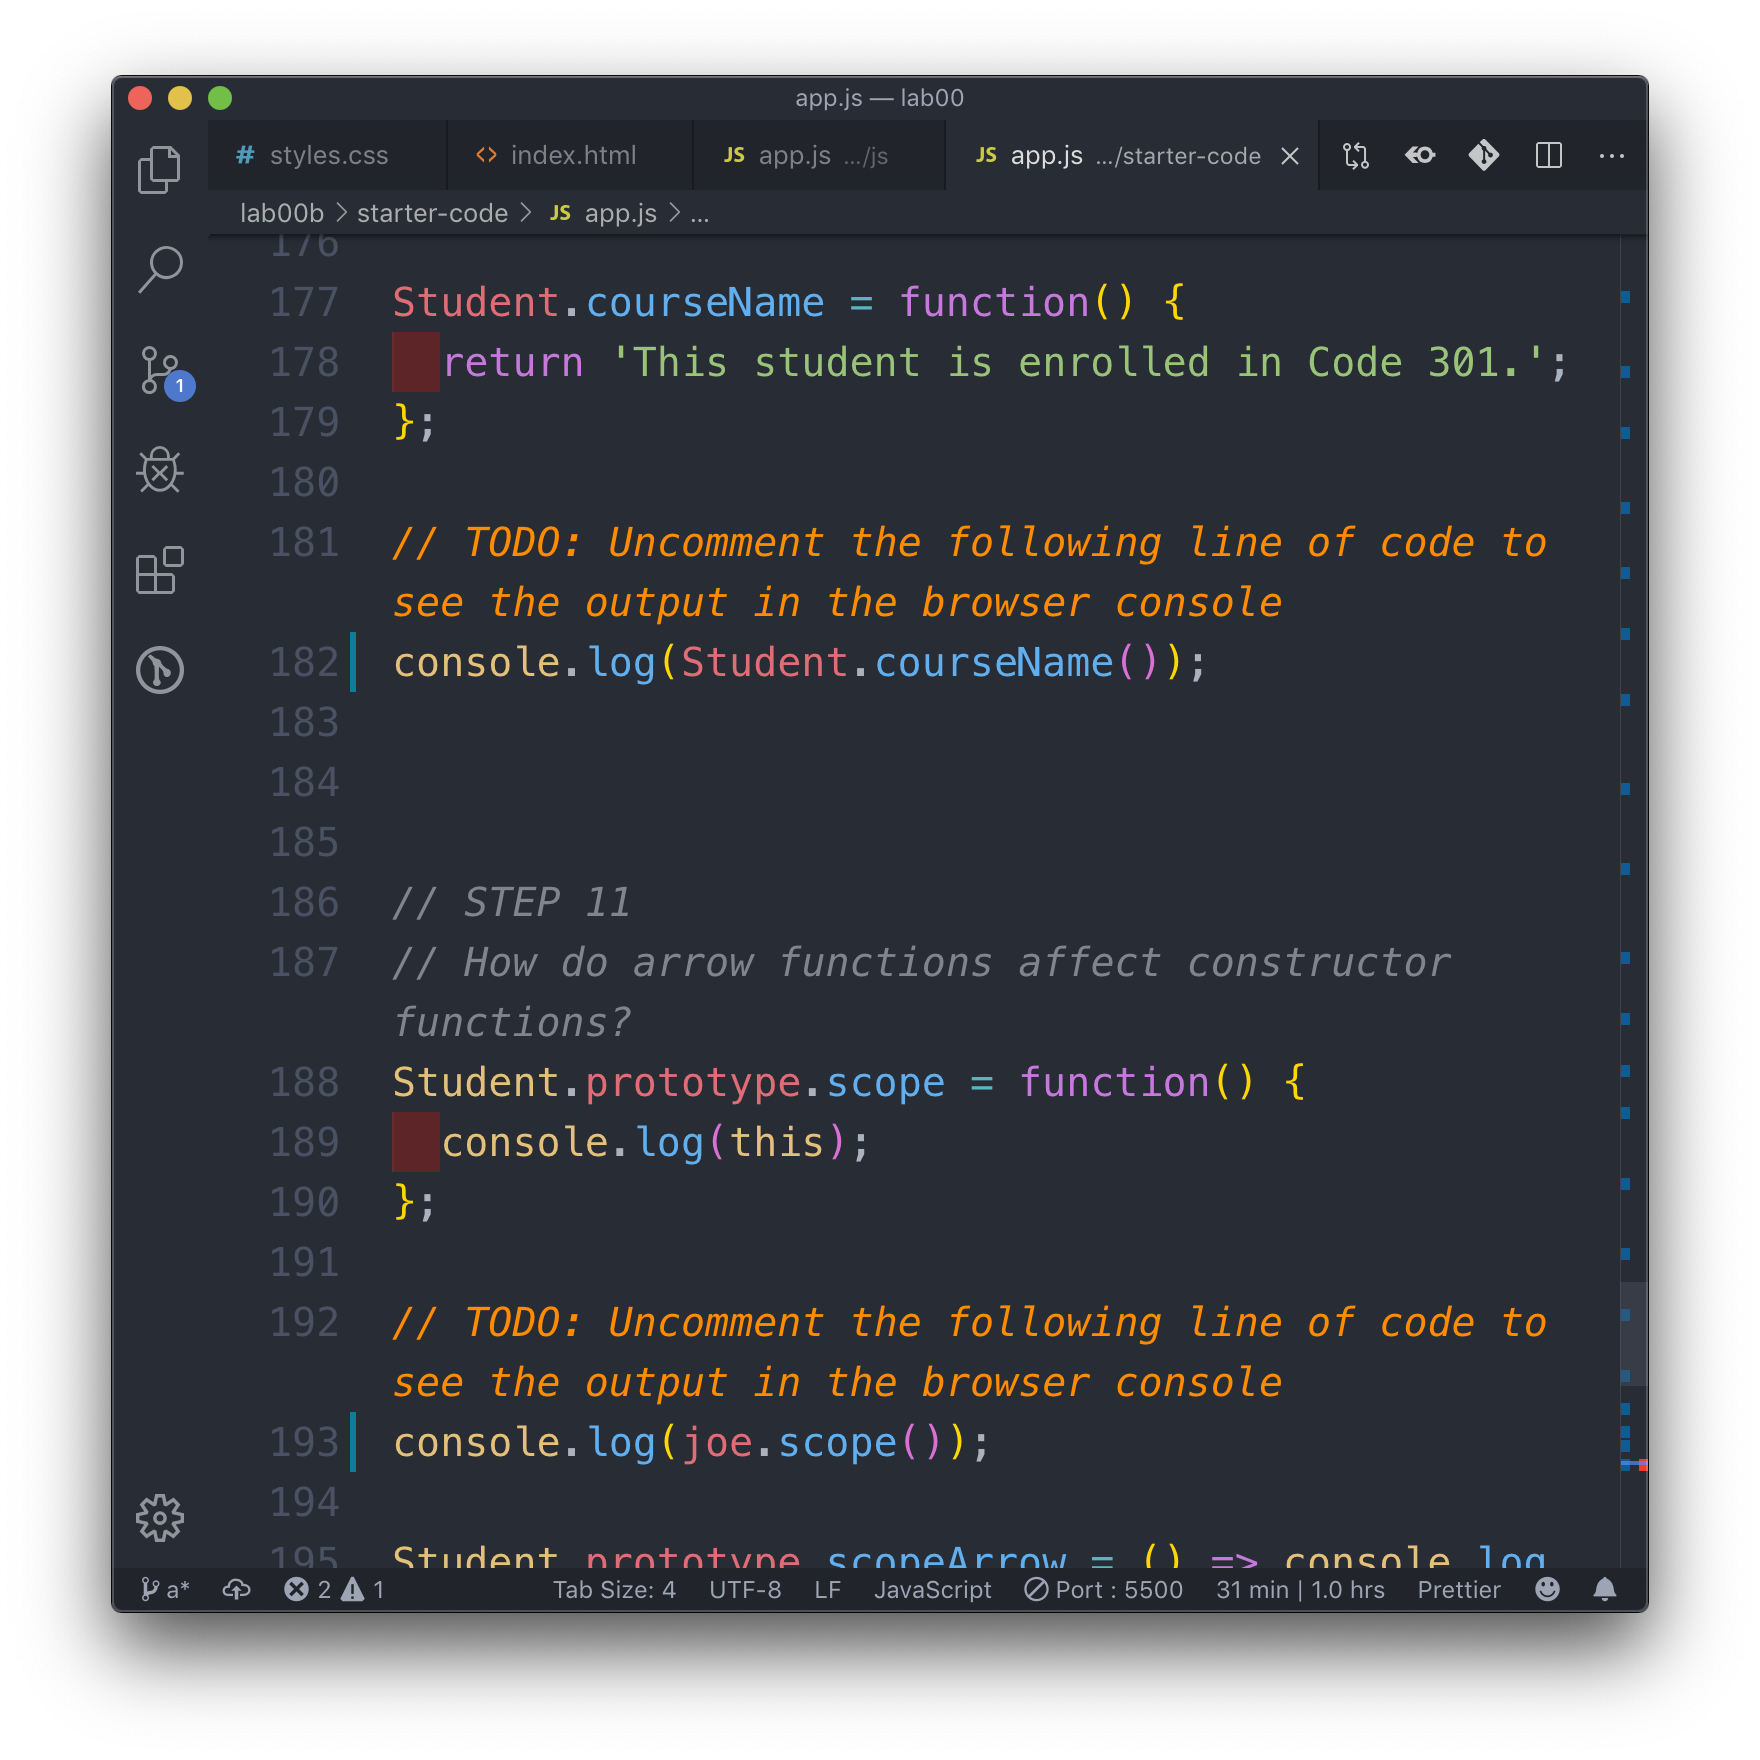 app.js — lab00
# styles.css <> index.html JS app.js .../js JS app.js .../starter-code
lab00b > starter-code > JS app.js > ...
176
177 Student.courseName = function() {
178 return 'This student is enrolled in Code 301.';
179 };
180
181 // TODO: Uncomment the following line of code to
see the output in the browser console
182 console.log(Student.courseName());
183
184
185
186 // STEP 11
187 // How do arrow functions affect constructor
functions?
188 Student.prototype.scope = function() {
189 console.log(this);
190 };
191
192 // TODO: Uncomment the following line of code to
see the output in the browser console
193 console.log(joe.scope());
194
195 Student.prototype.scopeArrow = () => console.log
1
a* 2 1 Tab Size: 4 UTF-8 LF JavaScript Port : 5500 31 min | 1.0 hrs Prettier